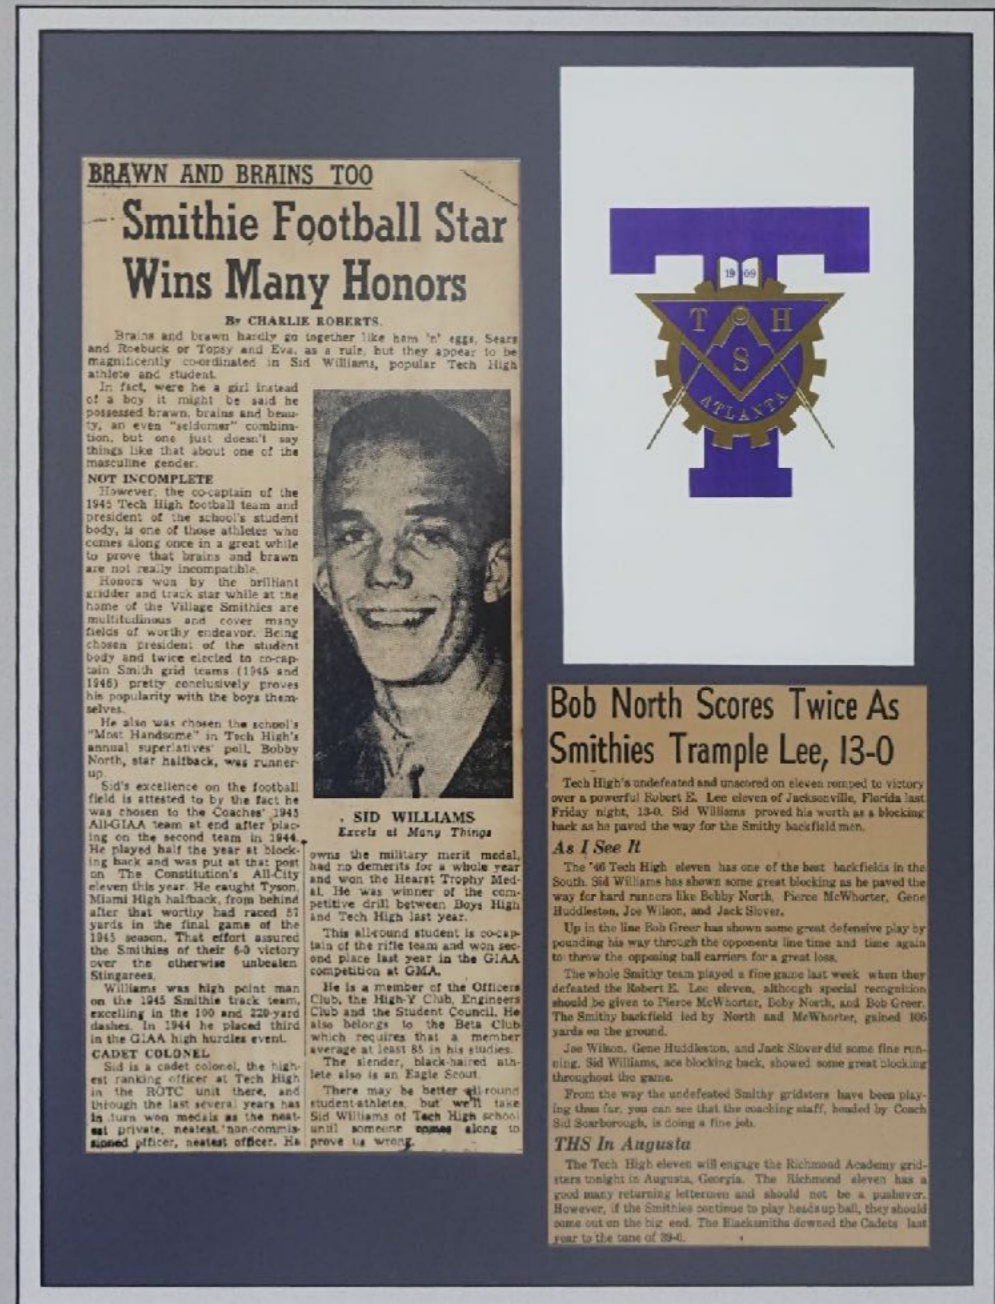 BRAWN AND BRAINS TOO
Smithie Football Star
Wins Many Honors
By CHARLIE ROBERTS.
Brains and brawn hardly go together like ham 'n' eggs, Sears
and Roebuck or Topsy and Eva, as a rule, but they appear to be
magnificently co-ordinated in Sid Williams, popular Tech High
athlete and student.
In fact, were he a girl instead
of a boy it might be said he
possessed brawn, brains and beau-
ty, an even "seldomer" combina-
tion, but one just doesn't say
things like that about one of the
masculine gender.
NOT INCOMPLETE
However, the co-captain of the
1945 Tech High football team and
president of the school's student
body, is one of those athletes who
comes along once in a great while
to prove that brains and brawn
are not really incompatible.
Honors won by the brilliant
gridder and track star while at the
home of the Village Smithies are
multitudinous and cover many
fields of worthy endeavor. Being
chosen president of the student
body and twice elected to co-cap-
tain Smith grid teams (1945 and
1946) pretty conclusively proves
his popularity with the boys them-
selves.
He also was chosen the school's
"Most Handsome" in Tech High's
annual superlatives' poll. Bobby
North, star halfback, was runner-
up.
Sid's excellence on the football
field is attested to by the fact he
was chosen to the Coaches' 1945
All-GIAA team at end after plac-
ing on the second team in 1944.
He played half the year at block-
ing back and was put at that post
on The Constitution's All-City
eleven this year. He caught Tyson,
Miami High halfback, from behind
after that worthy had raced 57
yards in the final game of the
1945 season. That effort assured
the Smithies of their 6-0 victory
over the otherwise unbeaten
Stingarees.
Williams was high point man
on the 1945 Smithie track team,
excelling in the 100 and 220-yard
dashes. In 1944 he placed third
in the GIAA high hurdles event.
CADET COLONEL
Sid is a cadet colonel, the high-
est ranking officer at Tech High
in the ROTC unit there, and
through the last several years has
in turn won medals as the neat-
est private, neatest non-commis-
sioned officer, neatest officer. He
. SID WILLIAMS
Excels at Many Things
owns the military merit medal,
had no demerits for a whole year
and won the Hearst Trophy Med-
al. He was winner of the com-
petitive drill between Boys High
and Tech High last year.
This all-round student is co-cap-
tain of the rifle team and won sec-
ond place last year in the GIAA
competition at GMA.
He is a member of the Officers
Club, the High-Y Club, Engineers
Club and the Student Council. He
also belongs to the Beta Club
which requires that a member
average at least 85 in his studies.
The slender, black-haired ath-
lete also is an Eagle Scout.
There may be better all-round
student-athletes, but we'll take
Sid Williams of Tech High school
until someone comes along to
prove us wrong.
19 09
T H
S
ATLANTA
Bob North Scores Twice As
Smithies Trample Lee, 13-0
Tech High's undefeated and unscored on eleven romped to victory
over a powerful Robert E. Lee eleven of Jacksonville, Florida last
Friday night, 13-0. Sid Williams proved his worth as a blocking
back as he paved the way for the Smithy backfield men.
As I See It
The '46 Tech High eleven has one of the best backfields in the
South. Sid Williams has shown some great blocking as he paved the
way for hard runners like Bobby North, Pierce McWhorter, Gene
Huddleston, Joe Wilson, and Jack Slover.
Up in the line Bob Greer has shown some great defensive play by
pounding his way through the opponents line time and time again
to throw the opposing ball carriers for a great loss.
The whole Smithy team played a fine game last week when they
defeated the Robert E. Lee eleven, although special recognition
should be given to Pierce McWhorter, Boby North, and Bob Greer.
The Smithy backfield led by North and McWhorter, gained 106
yards on the ground.
Joe Wilson, Gene Huddleston, and Jack Slover did some fine run-
ning. Sid Williams, ace blocking back, showed some great blocking
throughout the game.
From the way the undefeated Smithy gridsters have been play-
ing thus far, you can see that the coaching staff, headed by Coach
Sid Scarborough, is doing a fine job.
THS In Augusta
The Tech High eleven will engage the Richmond Academy grid-
sters tonight in Augusta, Georgia. The Richmond eleven has a
good many returning lettermen and should not be a pushover.
However, if the Smithies continue to play heads up ball, they should
come out on the big end. The Blacksmiths downed the Cadets last
year to the tune of 39-6.